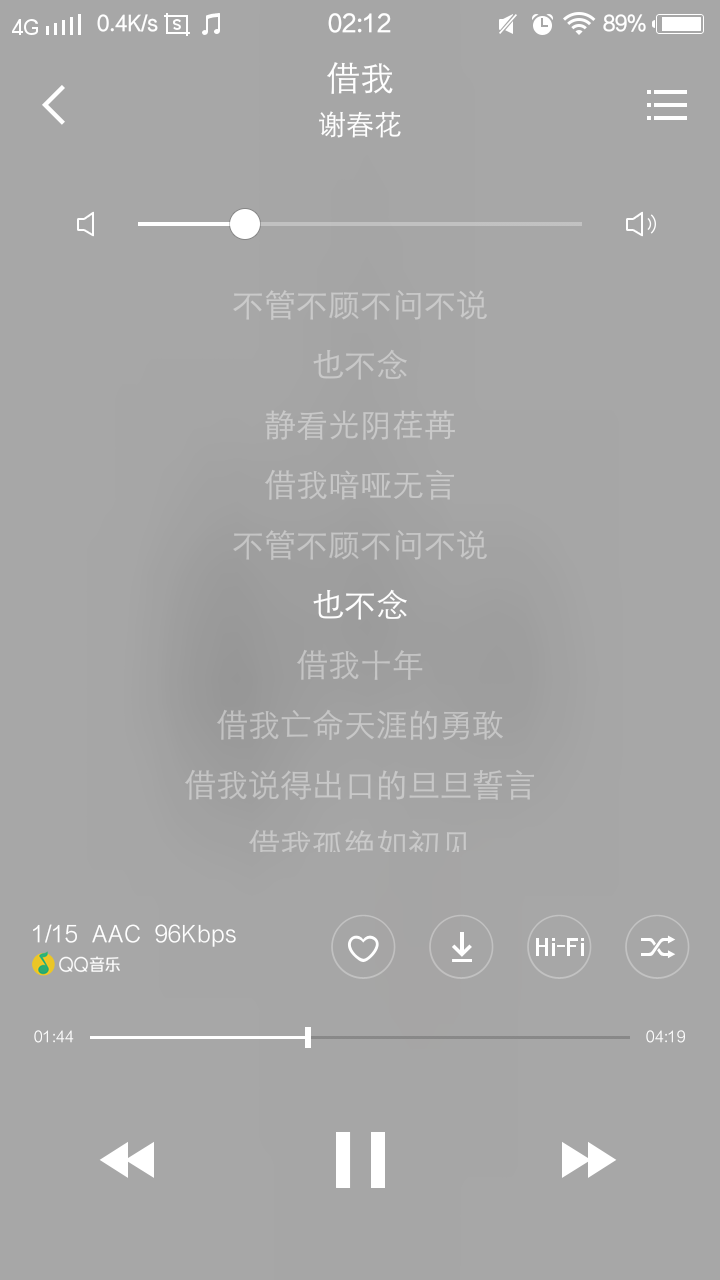 4G 0.4K/s S 02:12 89%
借我
谢春花
不管不顾不问不说
也不念
静看光阴荏苒
借我喑哑无言
不管不顾不问不说
也不念
借我十年
借我亡命天涯的勇敢
借我说得出口的旦旦誓言
借我孤绝如初见
1/15 AAC 96Kbps
QQ音乐
Hi-Fi
01:44 04:19